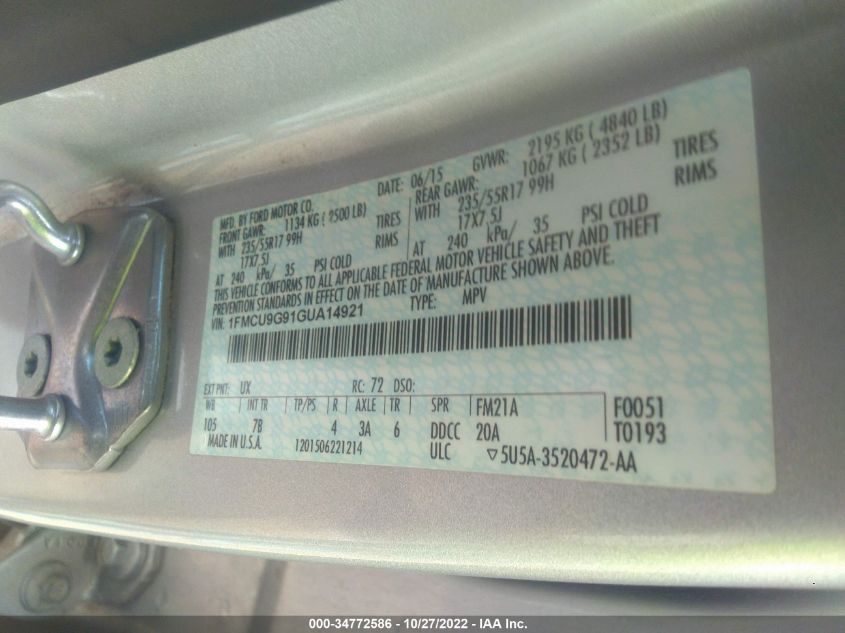 MFD. BY FORD MOTOR CO.
DATE: 06/15 GVWR: 2195 KG ( 4840 LB)
FRONT GAWR: 1134 KG ( 2500 LB) REAR GAWR: 1067 KG ( 2352 LB)
WITH 235/55R17 99H TIRES WITH 235/55R17 99H TIRES
17X7.5J RIMS 17X7.5J RIMS
AT 240 kPa/ 35 PSI COLD AT 240 kPa/ 35 PSI COLD
THIS VEHICLE CONFORMS TO ALL APPLICABLE FEDERAL MOTOR VEHICLE SAFETY AND THEFT
PREVENTION STANDARDS IN EFFECT ON THE DATE OF MANUFACTURE SHOWN ABOVE.
VIN: 1FMCU9G91GUA14921 TYPE: MPV
EXT PNT: UX RC: 72 DSO:
WB INT TR TP/PS R AXLE TR SPR FM21A F0051
105 7B 4 3A 6 DDCC 20A T0193
MADE IN U.S.A. 1201506221214 ULC ▽5U5A-3520472-AA
000-34772586 - 10/27/2022 - IAA Inc.